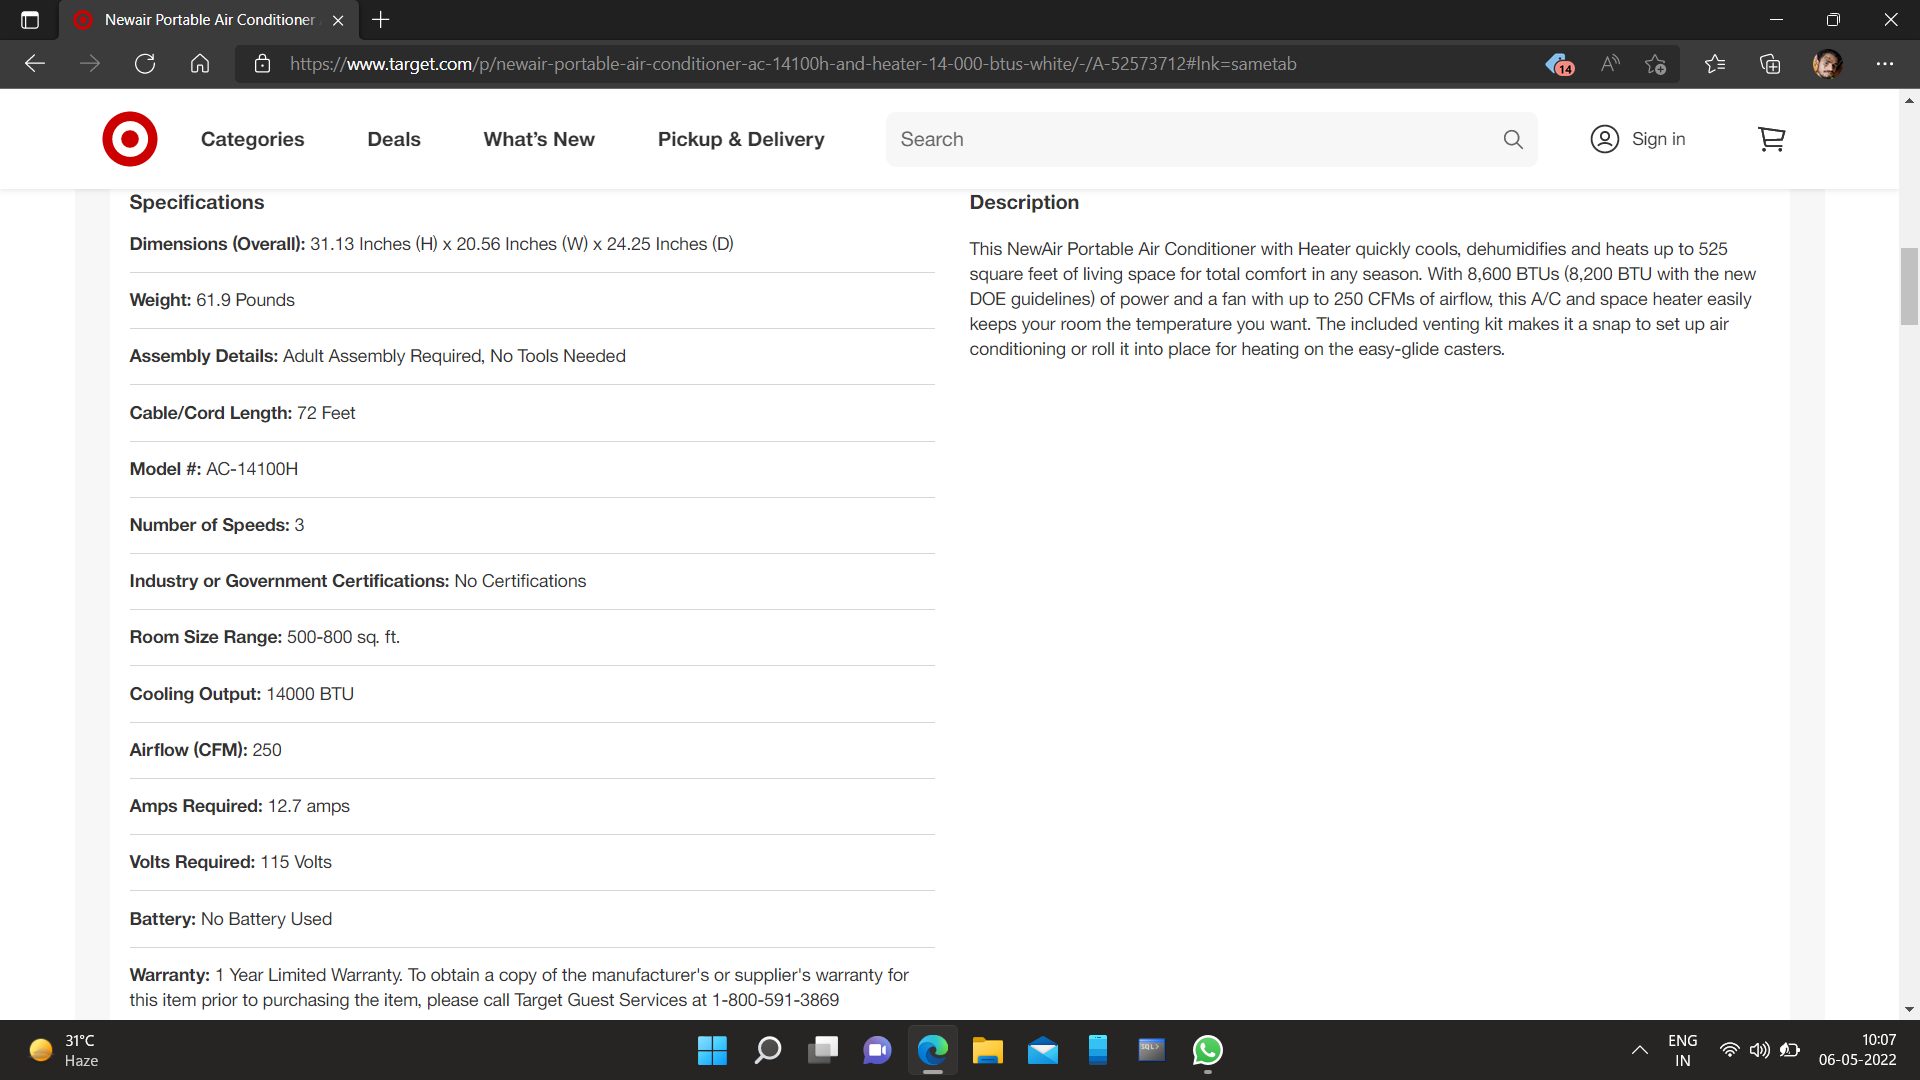 Newair Portable Air Conditioner
https://www.target.com/p/newair-portable-air-conditioner-ac-14100h-and-heater-14-000-btus-white/-/A-52573712#lnk=sametab
14
Categories
Deals
What's New
Pickup & Delivery
Search
Sign in
Specifications
Dimensions (Overall): 31.13 Inches (H) x 20.56 Inches (W) x 24.25 Inches (D)
Weight: 61.9 Pounds
Assembly Details: Adult Assembly Required, No Tools Needed
Cable/Cord Length: 72 Feet
Model #: AC-14100H
Number of Speeds: 3
Industry or Government Certifications: No Certifications
Room Size Range: 500-800 sq. ft.
Cooling Output: 14000 BTU
Airflow (CFM): 250
Amps Required: 12.7 amps
Volts Required: 115 Volts
Battery: No Battery Used
Warranty: 1 Year Limited Warranty. To obtain a copy of the manufacturer's or supplier's warranty for
this item prior to purchasing the item, please call Target Guest Services at 1-800-591-3869
Description
This NewAir Portable Air Conditioner with Heater quickly cools, dehumidifies and heats up to 525
square feet of living space for total comfort in any season. With 8,600 BTUs (8,200 BTU with the new
DOE guidelines) of power and a fan with up to 250 CFMs of airflow, this A/C and space heater easily
keeps your room the temperature you want. The included venting kit makes it a snap to set up air
conditioning or roll it into place for heating on the easy-glide casters.
31°C
Haze
SQL>
ENG
IN
10:07
06-05-2022